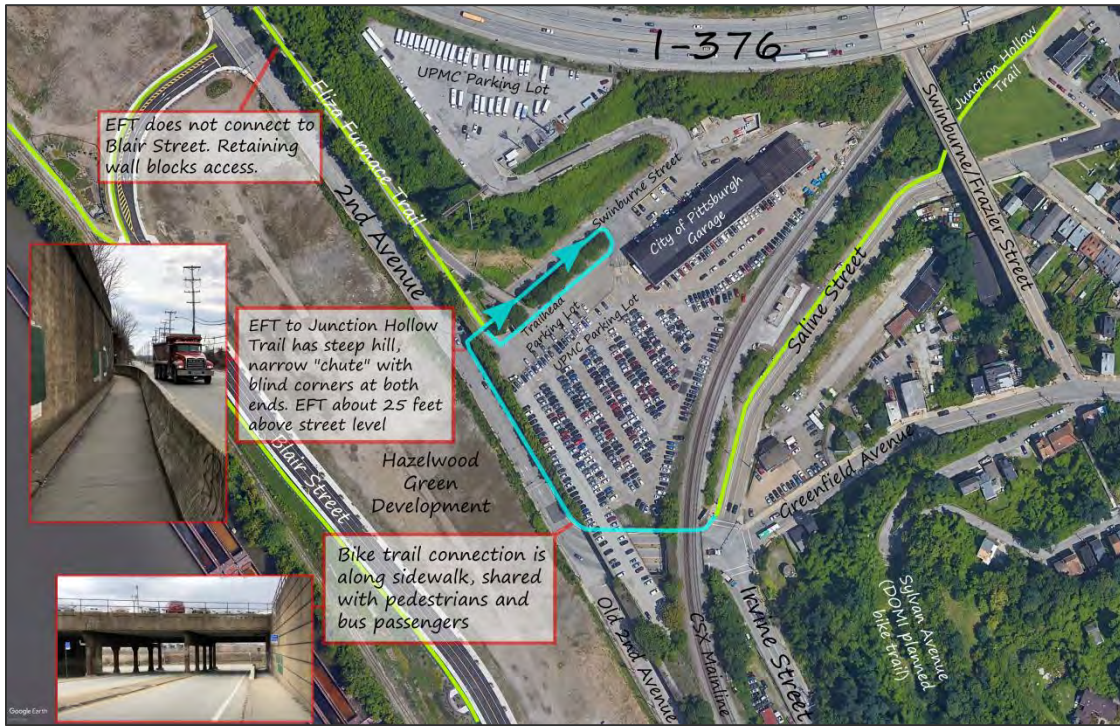 I-376
UPMC Parking Lot
Junction Hollow
Trail
EFT does not connect to
Blair Street. Retaining
wall blocks access.
Eliza Furnace Trail
2nd Avenue
Swinburne Street
City of Pittsburgh
Garage
Swinburne/Frazier Street
Saline Street
Trailhead
Parking Lot
UPMC Parking Lot
EFT to Junction Hollow
Trail has steep hill,
narrow "chute" with
blind corners at both
ends. EFT about 25 feet
above street level
Blair Street
Hazelwood
Green
Development
Greenfield Avenue
Bike trail connection is
along sidewalk, shared
with pedestrians and
bus passengers
Old 2nd Avenue
CSX Mainline
Irvine Street
Sylvan Avenue
(DOMI planned
bike trail)
Google Earth